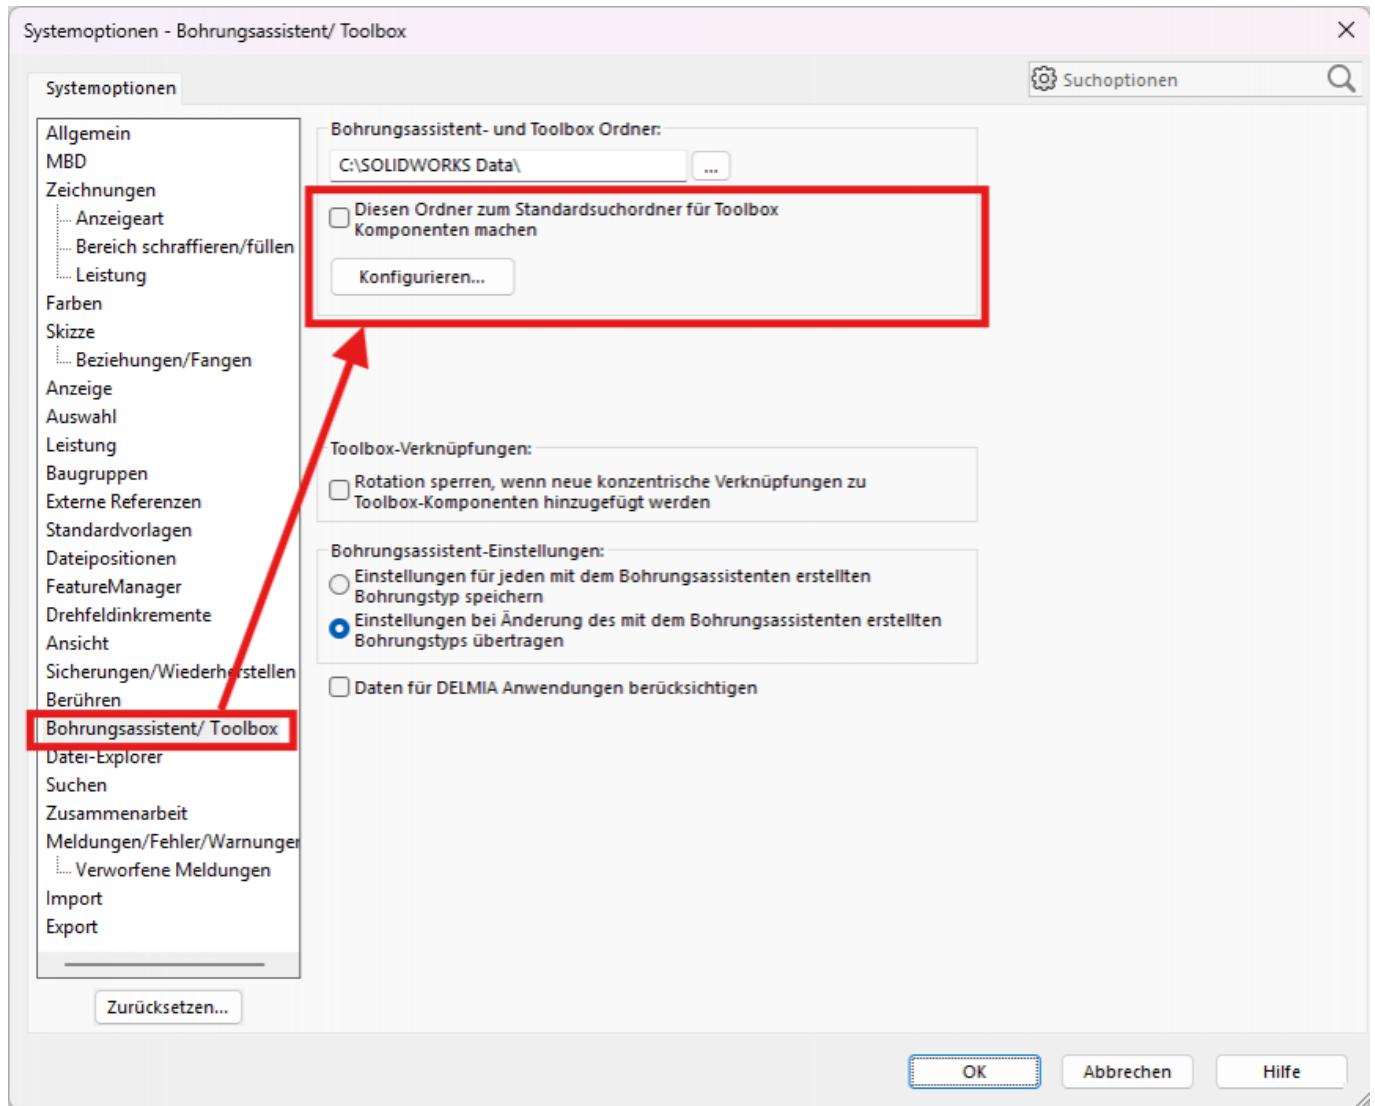 Systemoptionen - Bohrungsassistent/ Toolbox
Systemoptionen
Suchoptionen
Allgemein
MBD
Zeichnungen
Anzeigeart
Bereich schraffieren/füllen
Leistung
Farben
Skizze
Beziehungen/Fangen
Anzeige
Auswahl
Leistung
Baugruppen
Externe Referenzen
Standardvorlagen
Dateipositionen
FeatureManager
Drehfeldinkremente
Ansicht
Sicherungen/Wiederherstellen
Berühren
Bohrungsassistent/ Toolbox
Datei-Explorer
Suchen
Zusammenarbeit
Meldungen/Fehler/Warnunger
Verworfene Meldungen
Import
Export
Zurücksetzen...
Bohrungsassistent- und Toolbox Ordner:
C:\SOLIDWORKS Data\
...
Diesen Ordner zum Standardsuchordner für Toolbox
Komponenten machen
Konfigurieren...
Toolbox-Verknüpfungen:
Rotation sperren, wenn neue konzentrische Verknüpfungen zu
Toolbox-Komponenten hinzugefügt werden
Bohrungsassistent-Einstellungen:
Einstellungen für jeden mit dem Bohrungsassistenten erstellten
Bohrungstyp speichern
Einstellungen bei Änderung des mit dem Bohrungsassistenten erstellten
Bohrungstyps übertragen
Daten für DELMIA Anwendungen berücksichtigen
OK
Abbrechen
Hilfe